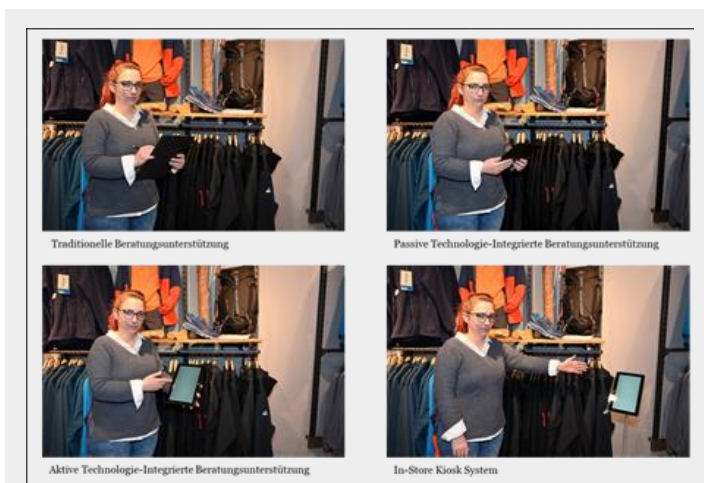 Traditionelle Beratungsunterstützung
Passive Technologie-Integrierte Beratungsunterstützung
Aktive Technologie-Integrierte Beratungsunterstützung
In-Store Kiosk System